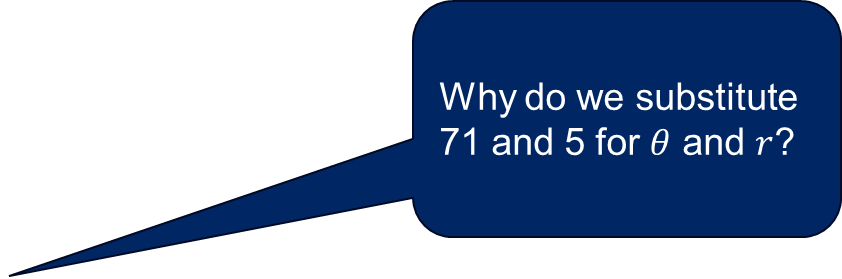 Why do we substitute
71 and 5 for 𝜃 and 𝑟?